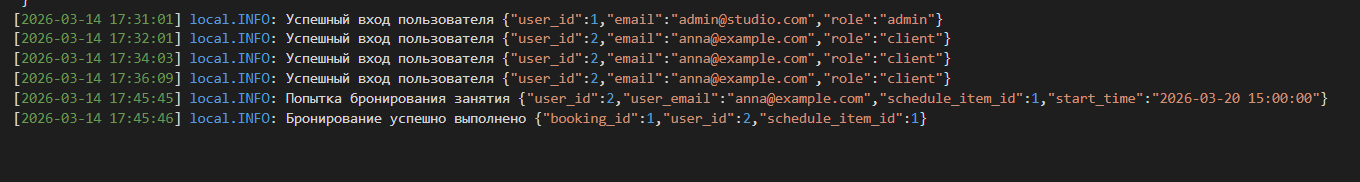 }
[2026-03-14 17:31:01] local.INFO: Успешный вход пользователя {"user_id":1,"email":"admin@studio.com","role":"admin"}
[2026-03-14 17:32:01] local.INFO: Успешный вход пользователя {"user_id":2,"email":"anna@example.com","role":"client"}
[2026-03-14 17:34:03] local.INFO: Успешный вход пользователя {"user_id":2,"email":"anna@example.com","role":"client"}
[2026-03-14 17:36:09] local.INFO: Успешный вход пользователя {"user_id":2,"email":"anna@example.com","role":"client"}
[2026-03-14 17:45:45] local.INFO: Попытка бронирования занятия {"user_id":2,"user_email":"anna@example.com","schedule_item_id":1,"start_time":"2026-03-20 15:00:00"}
[2026-03-14 17:45:46] local.INFO: Бронирование успешно выполнено {"booking_id":1,"user_id":2,"schedule_item_id":1}